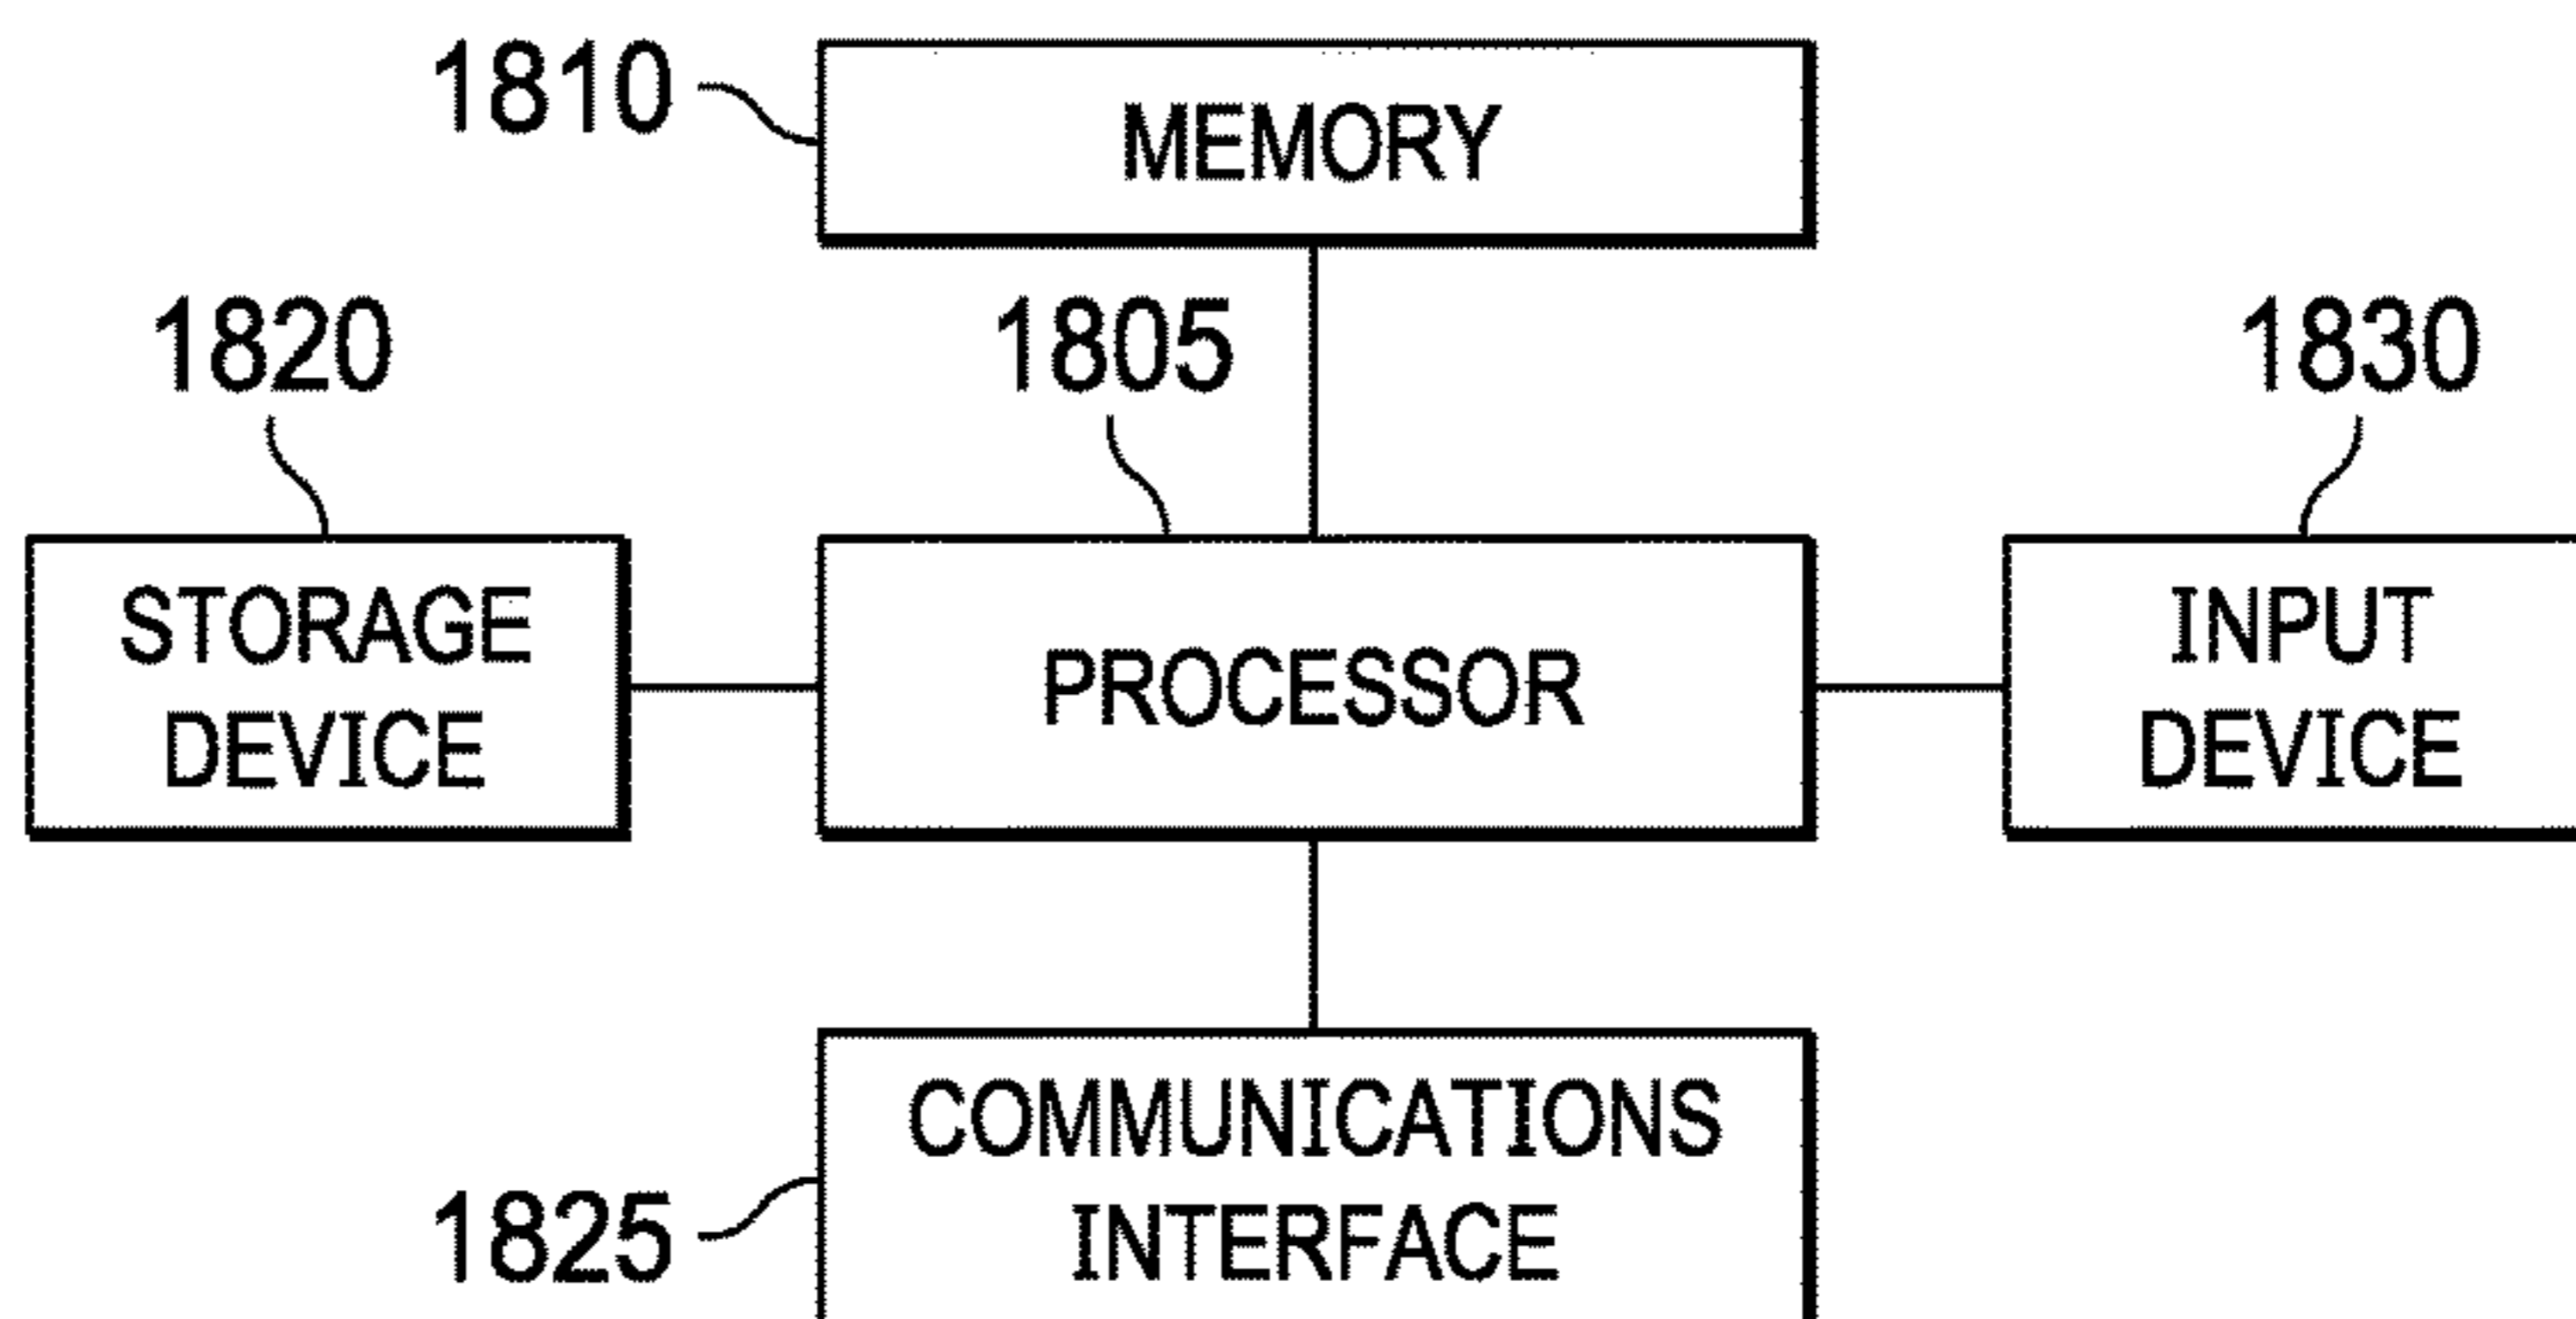 1810
MEMORY
1820
1805
1830
STORAGE
DEVICE
PROCESSOR
INPUT
DEVICE
COMMUNICATIONS
INTERFACE
1825